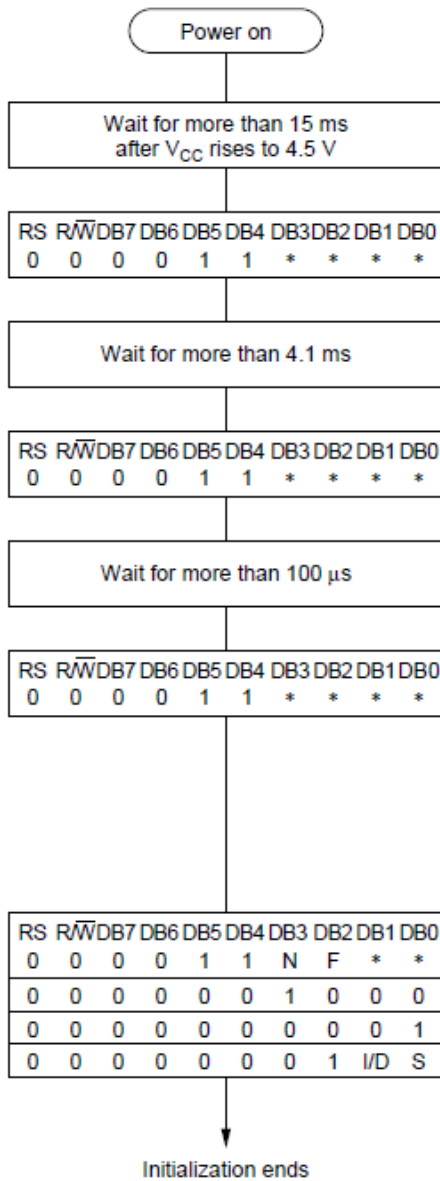 Power on
Wait for more than 15 ms
after VCC rises to 4.5 V
RS R/W̅ DB7 DB6 DB5 DB4 DB3 DB2 DB1 DB0
0 0 0 0 1 1 * * * *
Wait for more than 4.1 ms
RS R/W̅ DB7 DB6 DB5 DB4 DB3 DB2 DB1 DB0
0 0 0 0 1 1 * * * *
Wait for more than 100 µs
RS R/W̅ DB7 DB6 DB5 DB4 DB3 DB2 DB1 DB0
0 0 0 0 1 1 * * * *
RS R/W̅ DB7 DB6 DB5 DB4 DB3 DB2 DB1 DB0
0 0 0 0 1 1 N F * *
0 0 0 0 0 0 1 0 0 0
0 0 0 0 0 0 0 0 0 1
0 0 0 0 0 0 0 1 I/D S
Initialization ends